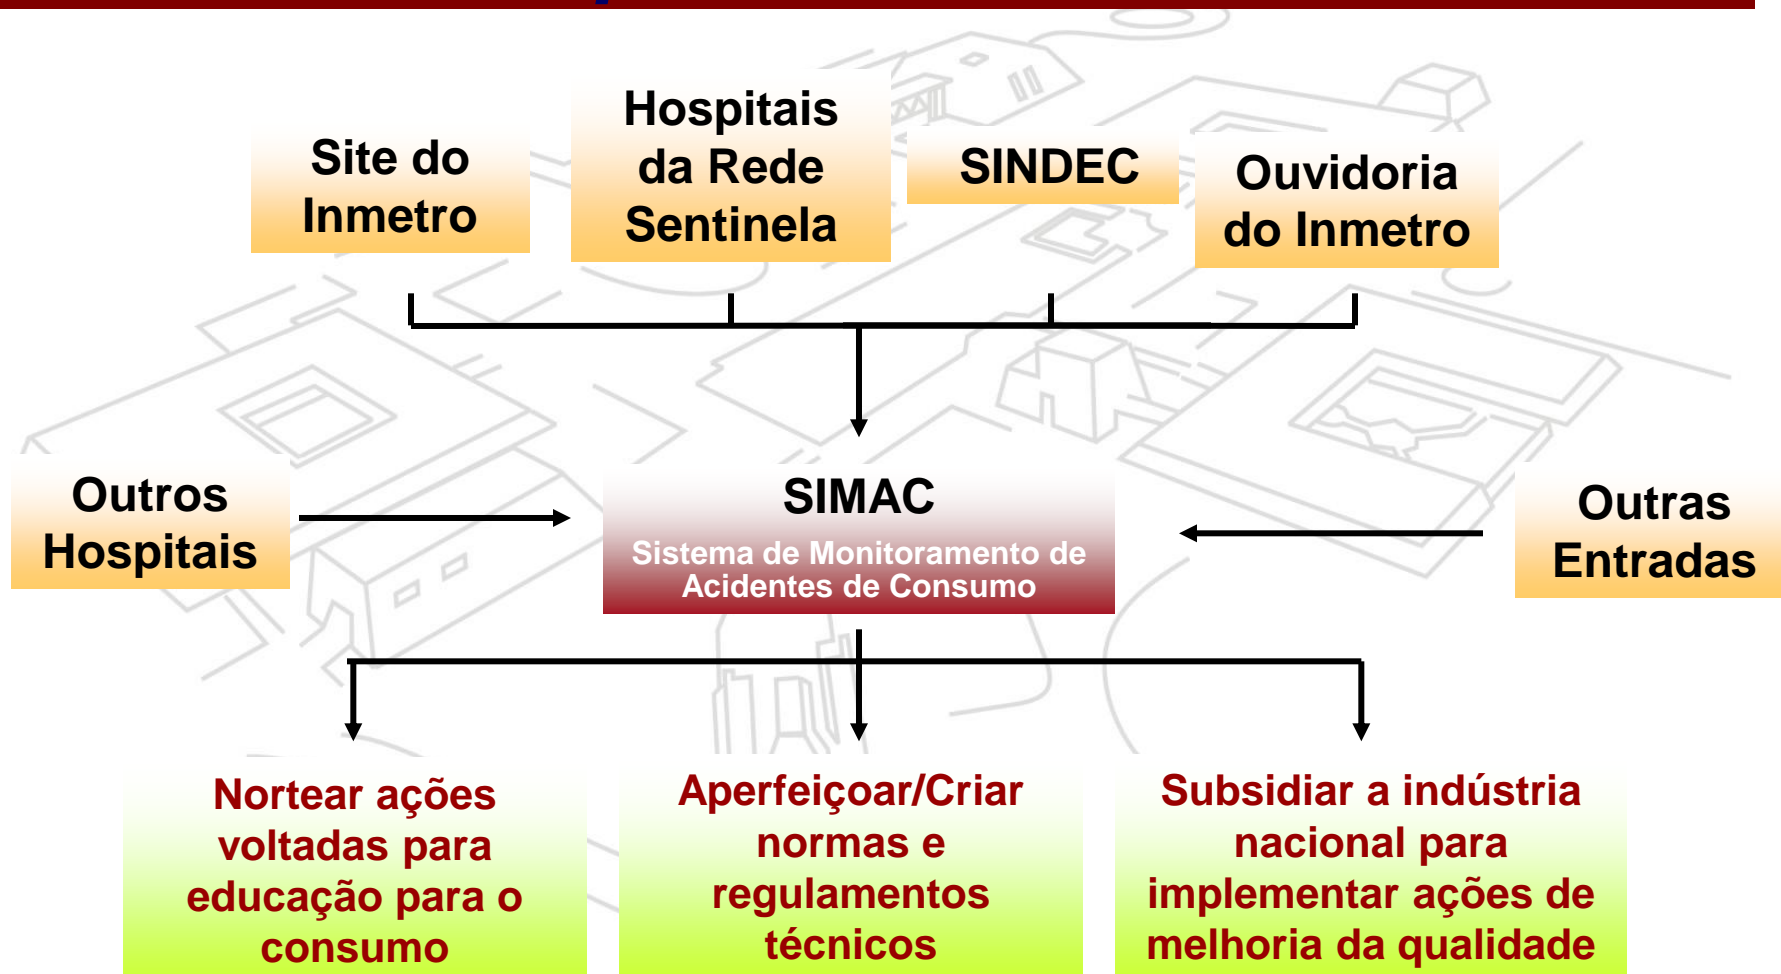 Site do
Inmetro
Hospitais
da Rede
Sentinela
SINDEC
Ouvidoria
do Inmetro
Outros
Hospitais
SIMAC
Sistema de Monitoramento de
Acidentes de Consumo
Outras
Entradas
Nortear ações
voltadas para
educação para o
consumo
Aperfeiçoar/Criar
normas e
regulamentos
técnicos
Subsidiar a indústria
nacional para
implementar ações de
melhoria da qualidade